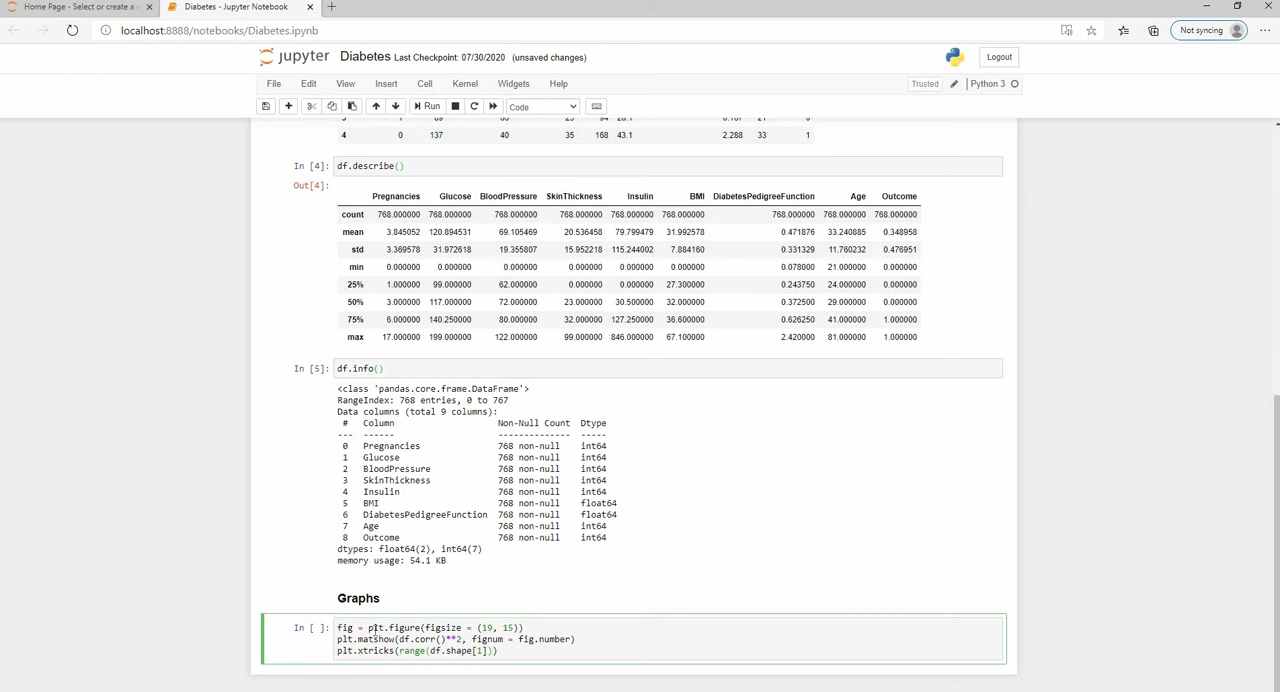 Home Page - Select or create a n
Diabetes - Jupyter Notebook
localhost:8888/notebooks/Diabetes.ipynb
Not syncing
jupyter Diabetes Last Checkpoint: 07/30/2020 (unsaved changes)
Logout
File Edit View Insert Cell Kernel Widgets Help
Trusted Python 3
Run Code
4 0 137 40 35 168 43.1 2.288 33 1
In [4]: df.describe()
Out[4]:
Pregnancies Glucose BloodPressure SkinThickness Insulin BMI DiabetesPedigreeFunction Age Outcome
count 768.000000 768.000000 768.000000 768.000000 768.000000 768.000000 768.000000 768.000000 768.000000
mean 3.845052 120.894531 69.105469 20.536458 79.799479 31.992578 0.471876 33.240885 0.348958
std 3.369578 31.972618 19.355807 15.952218 115.244002 7.884160 0.331329 11.760232 0.476951
min 0.000000 0.000000 0.000000 0.000000 0.000000 0.000000 0.078000 21.000000 0.000000
25% 1.000000 99.000000 62.000000 0.000000 0.000000 27.300000 0.243750 24.000000 0.000000
50% 3.000000 117.000000 72.000000 23.000000 30.500000 32.000000 0.372500 29.000000 0.000000
75% 6.000000 140.250000 80.000000 32.000000 127.250000 36.600000 0.626250 41.000000 1.000000
max 17.000000 199.000000 122.000000 99.000000 846.000000 67.100000 2.420000 81.000000 1.000000
In [5]: df.info()
<class 'pandas.core.frame.DataFrame'>
RangeIndex: 768 entries, 0 to 767
Data columns (total 9 columns):
# Column Non-Null Count Dtype
--- ------ -------------- -----
0 Pregnancies 768 non-null int64
1 Glucose 768 non-null int64
2 BloodPressure 768 non-null int64
3 SkinThickness 768 non-null int64
4 Insulin 768 non-null int64
5 BMI 768 non-null float64
6 DiabetesPedigreeFunction 768 non-null float64
7 Age 768 non-null int64
8 Outcome 768 non-null int64
dtypes: float64(2), int64(7)
memory usage: 54.1 KB
Graphs
In [ ]: fig = plt.figure(figsize = (19, 15))
plt.matshow(df.corr()**2, fignum = fig.number)
plt.xtricks(range(df.shape[1]))